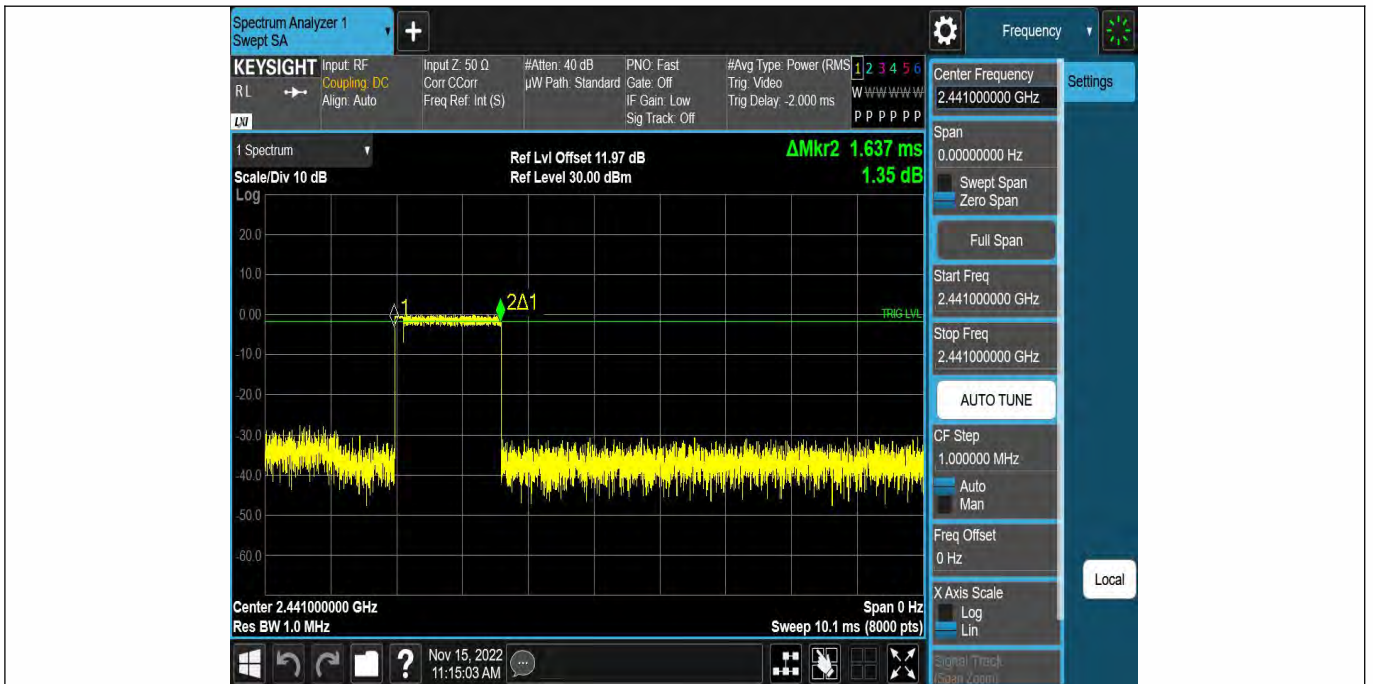 Spectrum Analyzer 1
Swept SA
+
Frequency
KEYSIGHT
RL
LXI
Input: RF
Coupling: DC
Align: Auto
Input Z: 50 Ω
Corr CCorr
Freq Ref: Int (S)
#Atten: 40 dB
µW Path: Standard
PNO: Fast
Gate: Off
IF Gain: Low
Sig Track: Off
#Avg Type: Power (RMS
Trig: Video
Trig Delay: -2.000 ms
1 2 3 4 5 6
W W W W W W
P P P P P P
1 Spectrum
Scale/Div 10 dB
Log
Ref Lvl Offset 11.97 dB
Ref Level 30.00 dBm
ΔMkr2 1.637 ms
1.35 dB
20.0
10.0
0.00
-10.0
-20.0
-30.0
-40.0
-50.0
-60.0
1
2Δ1
TRIG LVL
Center 2.441000000 GHz
Res BW 1.0 MHz
Span 0 Hz
Sweep 10.1 ms (8000 pts)
Center Frequency
2.441000000 GHz
Settings
Span
0.00000000 Hz
Swept Span
Zero Span
Full Span
Start Freq
2.441000000 GHz
Stop Freq
2.441000000 GHz
AUTO TUNE
CF Step
1.000000 MHz
Auto
Man
Freq Offset
0 Hz
X Axis Scale
Log
Lin
Local
Signal Track
(Span Zoom)
?
Nov 15, 2022
11:15:03 AM